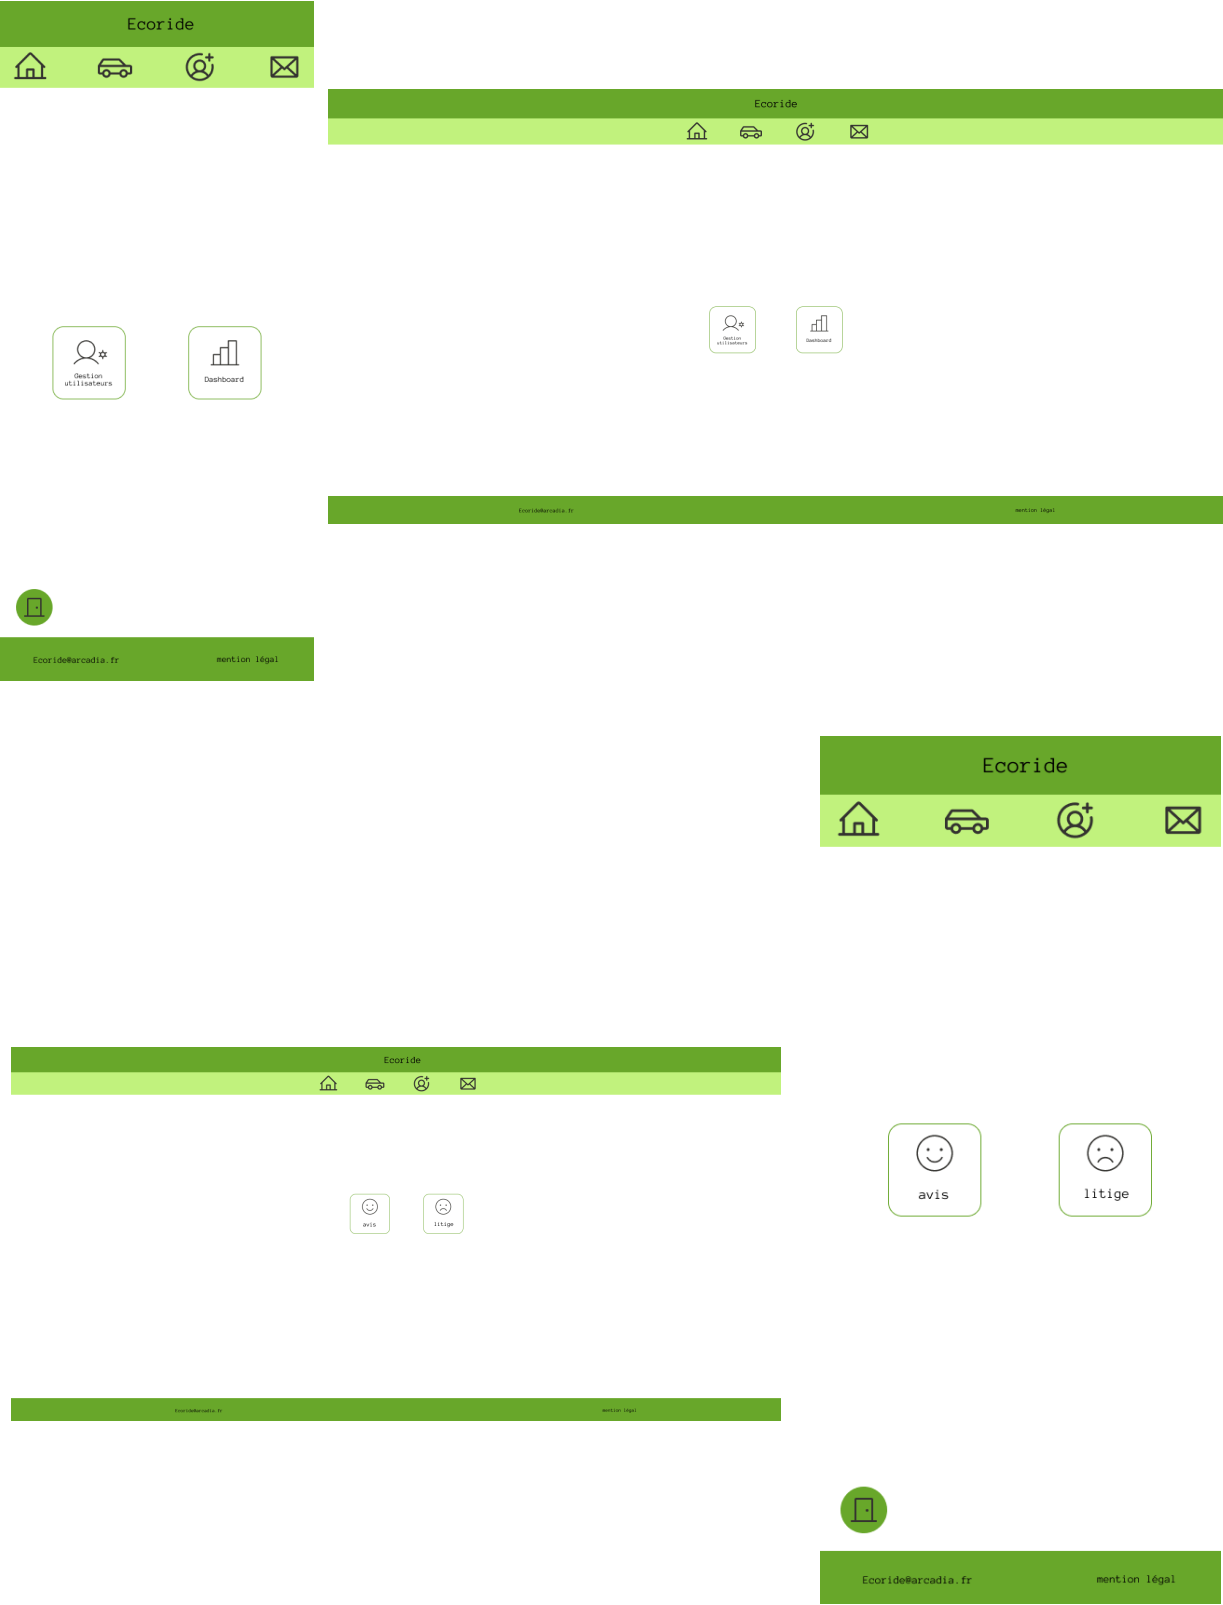 Ecoride
Gestion
utilisateurs
Dashboard
Ecoride@arcadia.fr
mention légal
Ecoride
Gestion
utilisateurs
Dashboard
Ecoride@arcadia.fr
mention légal
Ecoride
avis
litige
Ecoride@arcadia.fr
mention légal
Ecoride
avis
litige
Ecoride@arcadia.fr
mention légal